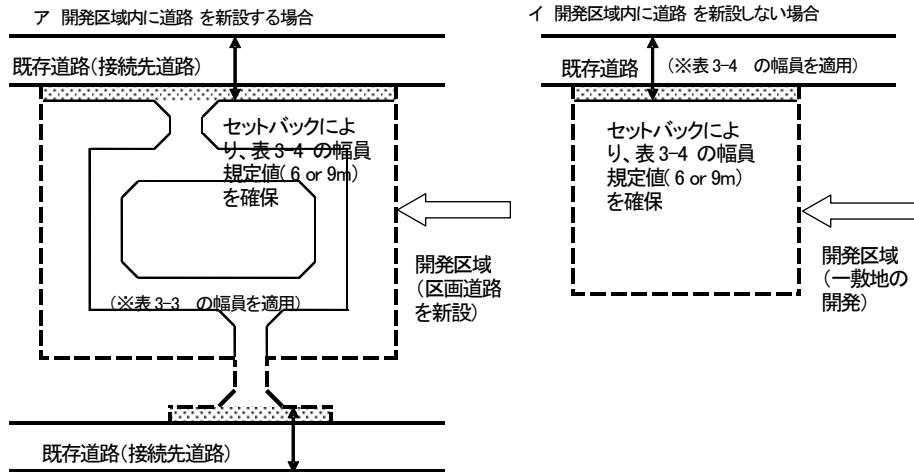 ア 開発区域内に道路 を新設する場合
既存道路(接続先道路)
セットバックによ
り、表 3-4 の幅員
規定値( 6 or 9m)
を確保
(※表 3-3 の幅員を適用)
開発区域
(区画道路
を新設)
既存道路(接続先道路)
イ 開発区域内に道路 を新設しない場合
既存道路 (※表 3-4 の幅員を適用)
セットバックによ
り、表 3-4 の幅員
規定値( 6 or 9m)
を確保
開発区域
(一敷地の
開発)